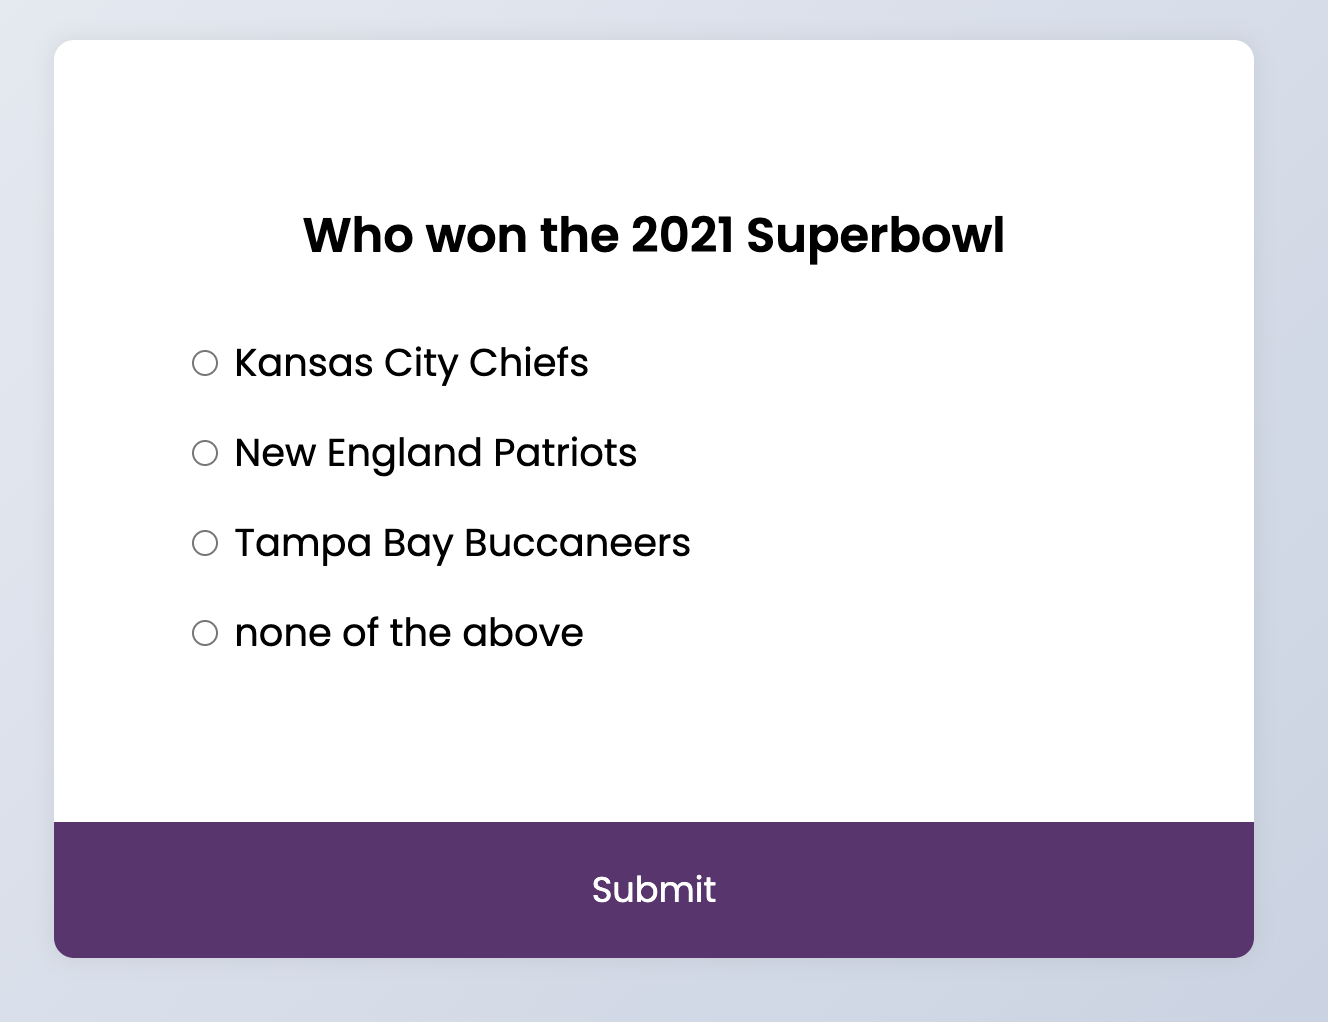 Who won the 2021 Superbowl
Kansas City Chiefs
New England Patriots
Tampa Bay Buccaneers
none of the above
Submit